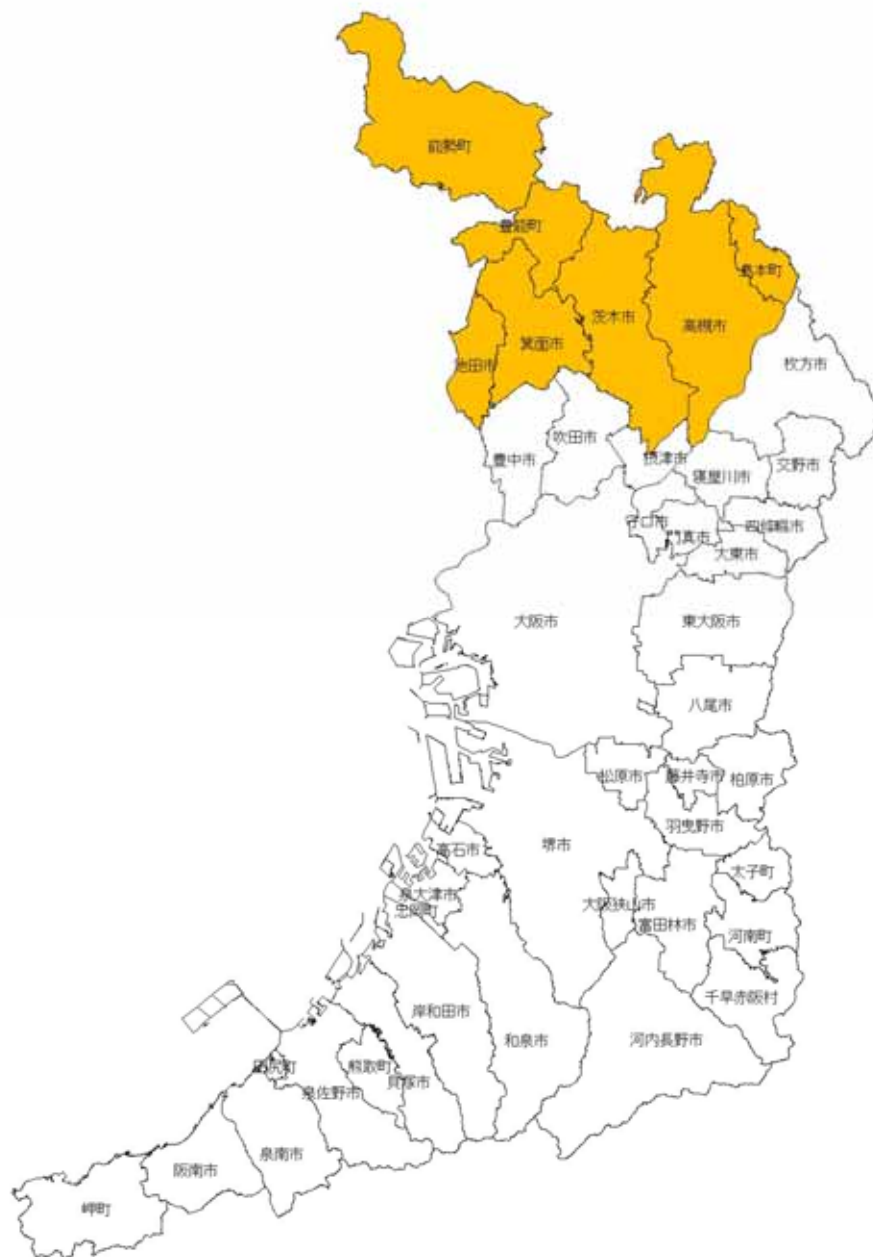 能勢町
豊能町
島本町
茨木市
高槻市
箕面市
池田市
枚方市
吹田市
豊中市
摂津市
寝屋川市
交野市
守口市
門真市
四條畷市
大東市
大阪市
東大阪市
八尾市
松原市
藤井寺市
柏原市
羽曳野市
高石市
堺市
太子町
泉大津市
忠岡町
大阪狭山市
富田林市
河南町
千早赤阪村
岸和田市
和泉市
河内長野市
田尻町
熊取町
貝塚市
泉佐野市
泉南市
阪南市
岬町